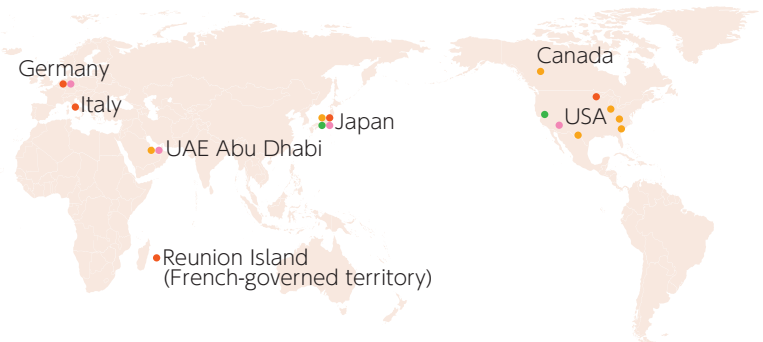 Canada
Germany
Italy
USA
Japan
UAE Abu Dhabi
Reunion Island
(French-governed territory)